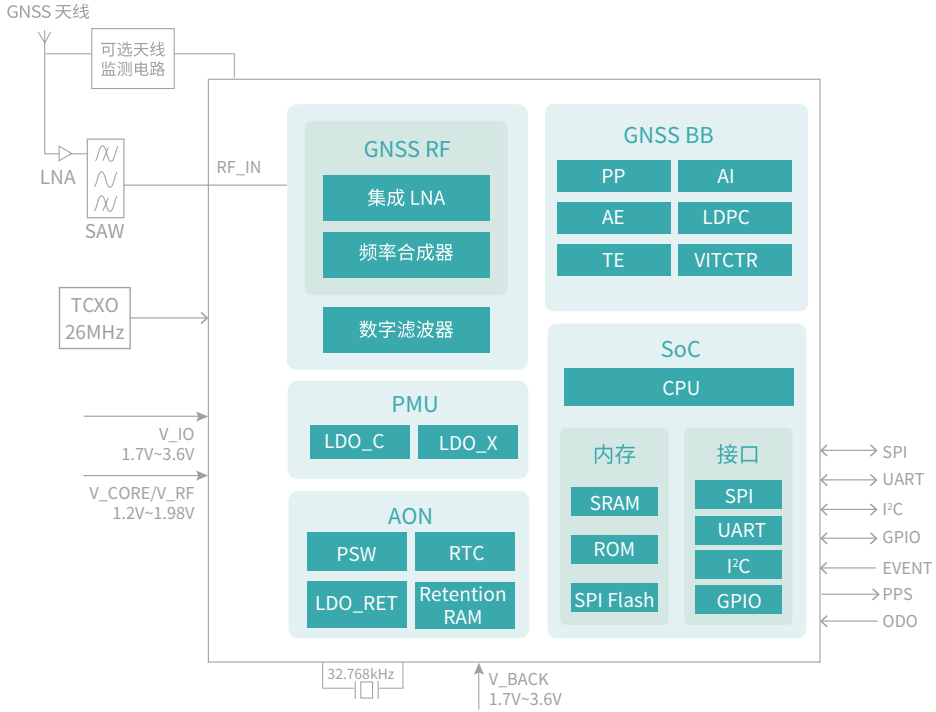 GNSS 天线
可选天线
监测电路
LNA
SAW
RF_IN
TCXO
26MHz
V_IO
1.7V~3.6V
V_CORE/V_RF
1.2V~1.98V
GNSS RF
集成 LNA
频率合成器
数字滤波器
PMU
LDO_C
LDO_X
AON
PSW
RTC
LDO_RET
Retention
RAM
GNSS BB
PP
AI
AE
LDPC
TE
VITCTR
SoC
CPU
内存
SRAM
ROM
SPI Flash
接口
SPI
UART
I²C
GPIO
SPI
UART
I²C
GPIO
EVENT
PPS
ODO
32.768kHz
V_BACK
1.7V~3.6V